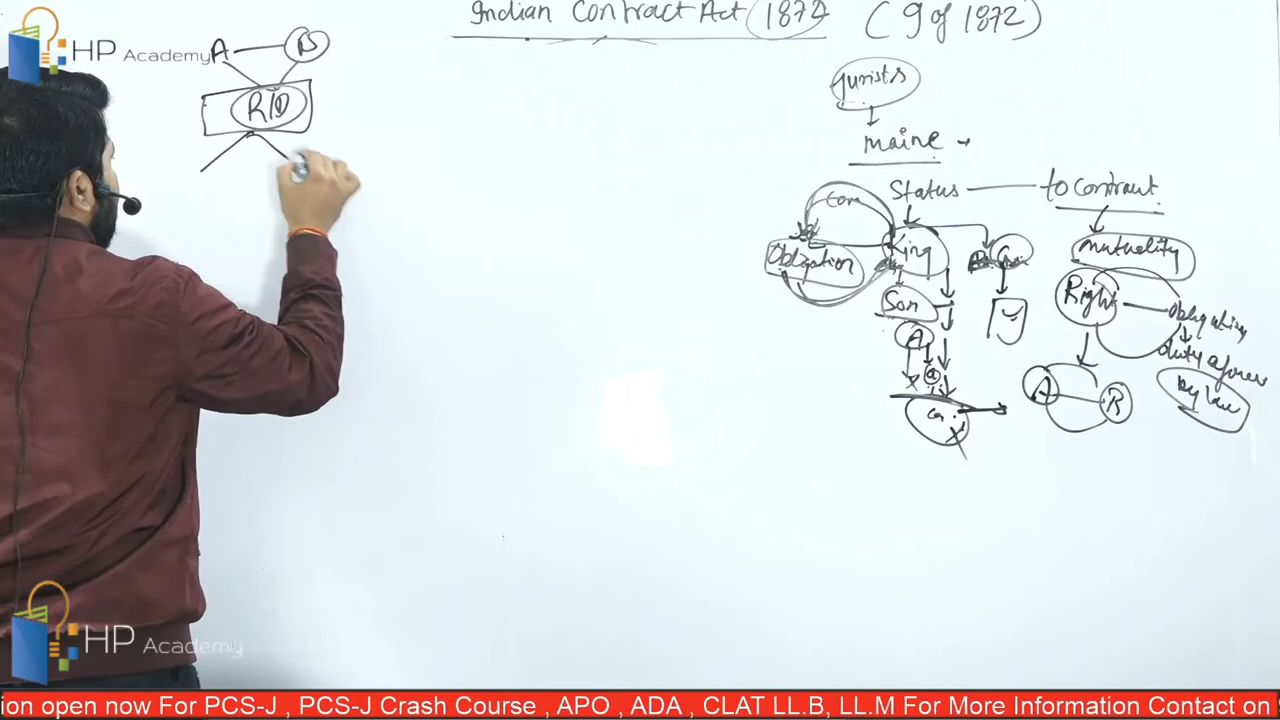 Indian Contract Act 1872 (9 of 1872)
HP Academy
A B
R/D
Jurists
maine
Status to contract
King
mutuality
Obligation
Son
Right obligation
A
duty
by law
A B
HP Academy
ion open now For PCS-J , PCS-J Crash Course , APO , ADA , CLAT LL.B, LL.M For More Information Contact on